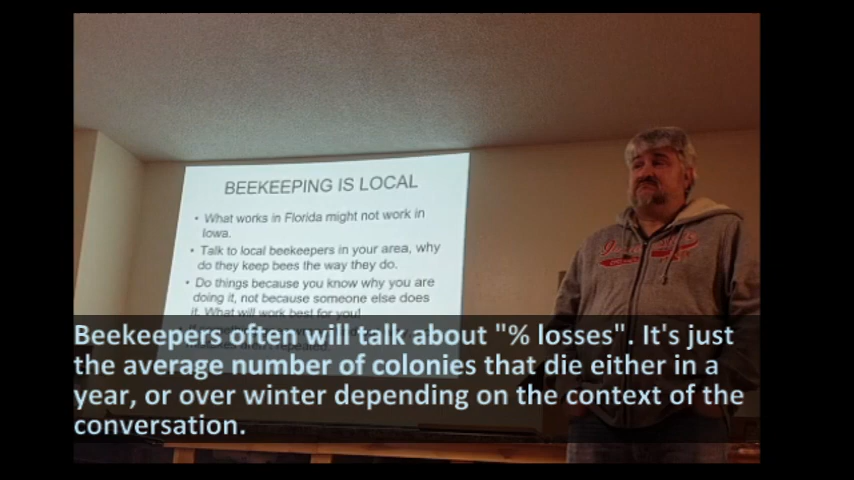 BEEKEEPING IS LOCAL
• What works in Florida might not work in
Iowa.
• Talk to local beekeepers in your area, why
do they keep bees the way they do.
• Do things because you know why you are
doing it, not because someone else does
it. What will work best for you!
Beekeepers often will talk about "% losses". It's just
the average number of colonies that die either in a
year, or over winter depending on the context of the
conversation.